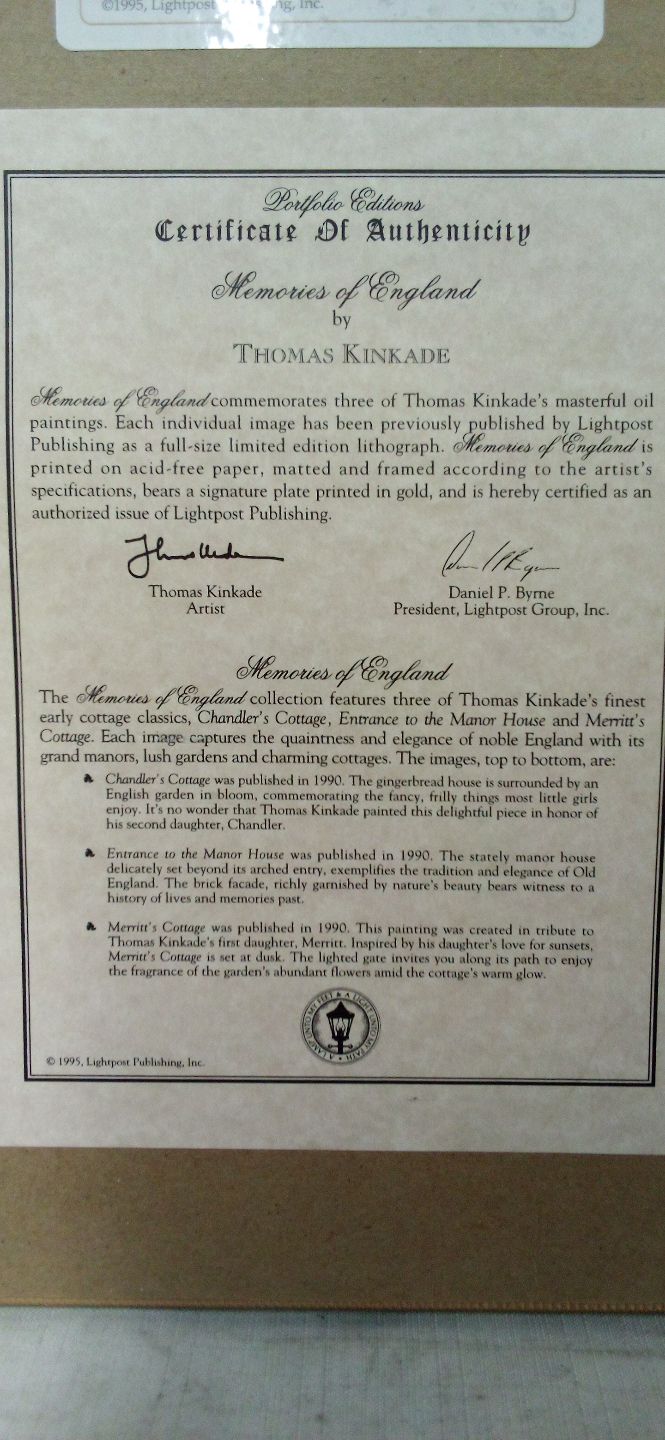 ©1995, Lightpost ng, Inc.
Portfolio Editions
Certificate Of Authenticity
Memories of England
by
THOMAS KINKADE
Memories of England commemorates three of Thomas Kinkade's masterful oil
paintings. Each individual image has been previously published by Lightpost
Publishing as a full-size limited edition lithograph. Memories of England is
printed on acid-free paper, matted and framed according to the artist's
specifications, bears a signature plate printed in gold, and is hereby certified as an
authorized issue of Lightpost Publishing.
Thomas Kinkade
Artist
Daniel P. Byrne
President, Lightpost Group, Inc.
Memories of England
The Memories of England collection features three of Thomas Kinkade's finest
early cottage classics, Chandler's Cottage, Entrance to the Manor House and Merritt's
Cottage. Each image captures the quaintness and elegance of noble England with its
grand manors, lush gardens and charming cottages. The images, top to bottom, are:
Chandler's Cottage was published in 1990. The gingerbread house is surrounded by an
English garden in bloom, commemorating the fancy, frilly things most little girls
enjoy. It's no wonder that Thomas Kinkade painted this delightful piece in honor of
his second daughter, Chandler.
Entrance to the Manor House was published in 1990. The stately manor house
delicately set beyond its arched entry, exemplifies the tradition and elegance of Old
England. The brick facade, richly garnished by nature's beauty bears witness to a
history of lives and memories past.
Merritt's Cottage was published in 1990. This painting was created in tribute to
Thomas Kinkade's first daughter, Merritt. Inspired by his daughter's love for sunsets,
Merritt's Cottage is set at dusk. The lighted gate invites you along its path to enjoy
the fragrance of the garden's abundant flowers amid the cottage's warm glow.
A LAMP UNTO MY FEET ★ A LIGHT UNTO MY PATH
© 1995, Lightpost Publishing, Inc.